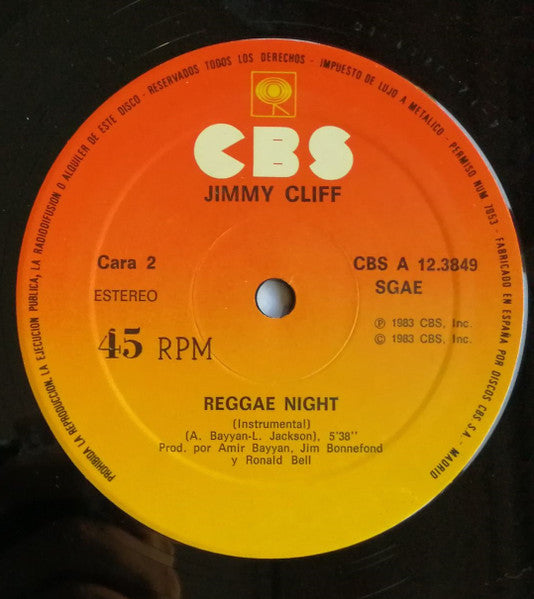 PROHIBIDA LA REPRODUCCION, LA EJECUCION PUBLICA, LA RADIODIFUSION O ALQUILER DE ESTE DISCO - RESERVADOS TODOS LOS DERECHOS - IMPUESTO DE LUJO A METALICO - PERMISO NUM 7053 - FABRICADO EN ESPAÑA POR DISCOS CBS S.A. - MADRID
CBS
JIMMY CLIFF
Cara 2
CBS A 12.3849
ESTEREO
SGAE
45 RPM
Ⓟ 1983 CBS, Inc.
© 1983 CBS, Inc.
REGGAE NIGHT
(Instrumental)
(A. Bayyan-L. Jackson), 5'38''
Prod. por Amir Bayyan, Jim Bonnefond
y Ronald Bell